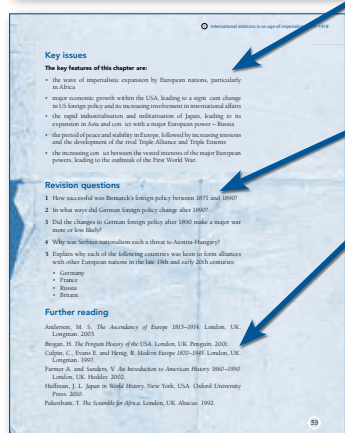 1 International relations in an age of imperialism 1871–1918
Key issues
The key features of this chapter are:
• the wave of imperialistic expansion by European nations, particularly
in Africa
• major economic growth within the USA, leading to a signi cant change
in US foreign policy and its increasing involvement in international affairs
• the rapid industrialisation and militarisation of Japan, leading to its
expansion in Asia and con ict with a major European power – Russia
• the period of peace and stability in Europe, followed by increasing tensions
and the development of the rival Triple Alliance and Triple Entente
• the increasing con ict between the vested interests of the major European
powers, leading to the outbreak of the First World War.
Revision questions
1 How successful was Bismarck's foreign policy between 1871 and 1890?
2 In what ways did German foreign policy change after 1890?
3 Did the changes to German foreign policy after 1890 make a major war
more or less likely?
4 Why was Serbian nationalism such a threat to Austria-Hungary?
5 Explain why each of the following countries was keen to form alliances
with other European nations in the late 19th and early 20th centuries:
• Germany
• France
• Russia
• Britain.
Further reading
Anderson, M. S. The Ascendancy of Europe 1815–1914. London, UK.
Longman. 2003.
Brogan, H. The Penguin History of the USA. London, UK. Penguin. 2001.
Culpin, C., Evans E. and Henig, R. Modern Europe 1870–1945. London, UK.
Longman. 1997.
Farmer A. and Sanders, V. An Introduction to American History 1860–1990.
London, UK. Hodder. 2002.
Huffman, J. L. Japan in World History. New York, USA. Oxford University
Press. 2010.
Pakenham, T. The Scramble for Africa. London, UK. Abacus. 1992.
39